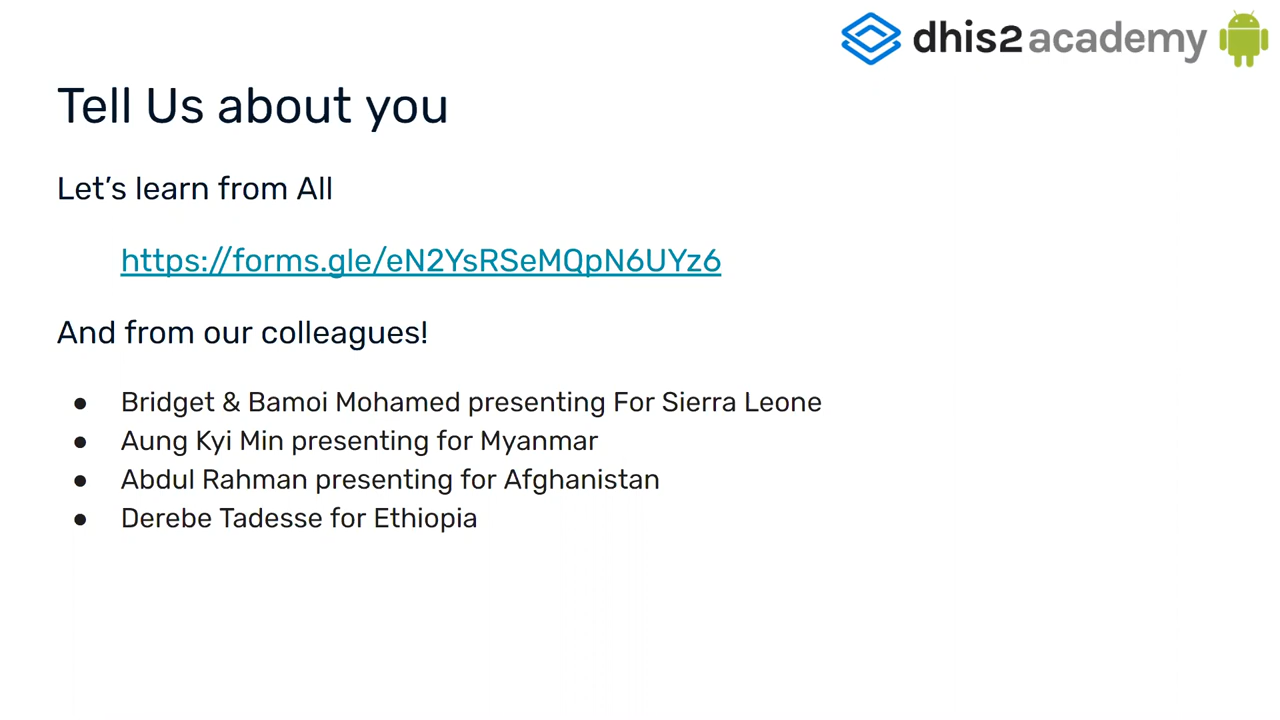 dhis2 academy
Tell Us about you
Let's learn from All
https://forms.gle/eN2YsRSeMQpN6UYz6
And from our colleagues!
● Bridget & Bamoi Mohamed presenting For Sierra Leone
● Aung Kyi Min presenting for Myanmar
● Abdul Rahman presenting for Afghanistan
● Derebe Tadesse for Ethiopia